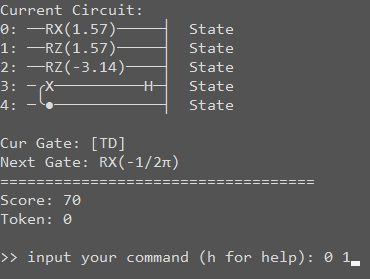 Current Circuit:
0: ──RX(1.57)──────┤  State
1: ──RZ(1.57)──────┤  State
2: ──RZ(-3.14)─────┤  State
3: ─╭X───────────H─┤  State
4: ─╰●─────────────┤  State
Cur Gate: [TD]
Next Gate: RX(-1/2π)
===================================
Score: 70
Token: 0
>> input your command (h for help): 0 1